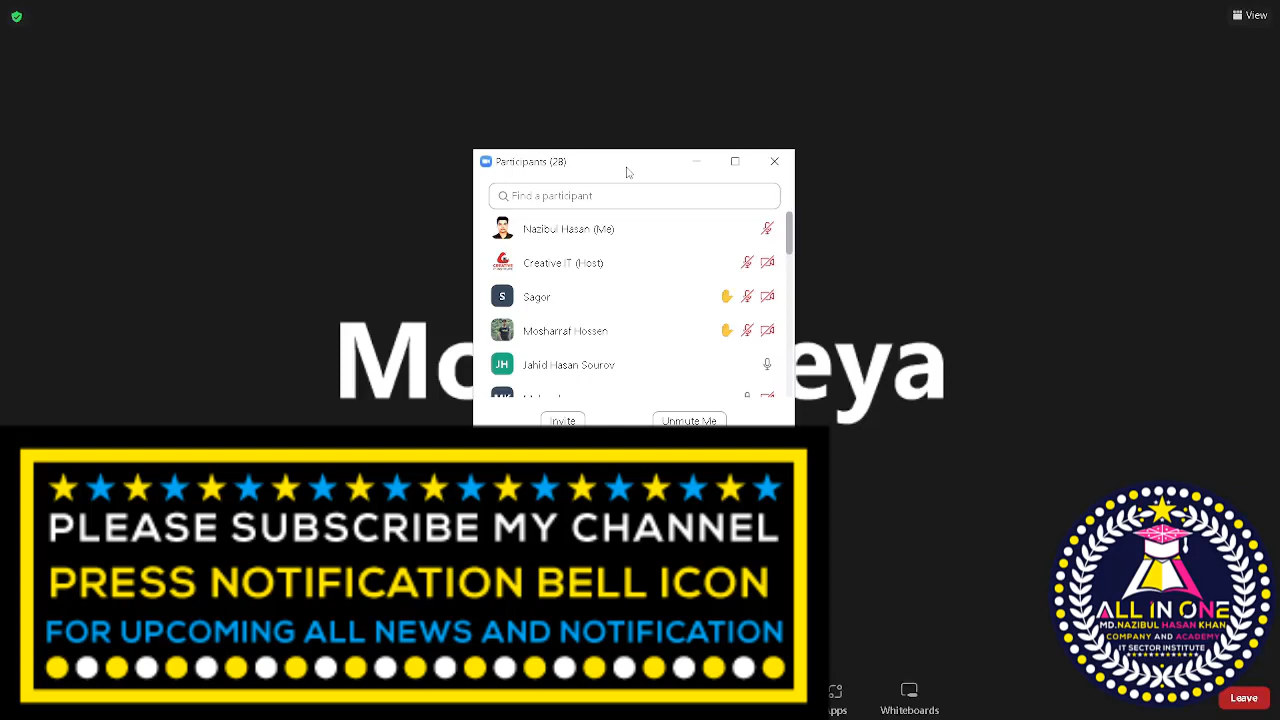 View
Participants (28)
Find a participant
Nazibul Hasan (Me)
CREATIVE
Creative IT (Host)
S
Sagor
Mosharraf Hossen
JH
Jahid Hasan Sourov
Mo
eya
Invite
Unmute Me
PLEASE SUBSCRIBE MY CHANNEL
PRESS NOTIFICATION BELL ICON
FOR UPCOMING ALL NEWS AND NOTIFICATION
ALL IN ONE
MD.NAZIBUL HASAN KHAN
COMPANY AND ACADEMY
IT SECTOR INSTITUTE
Whiteboards
Leave